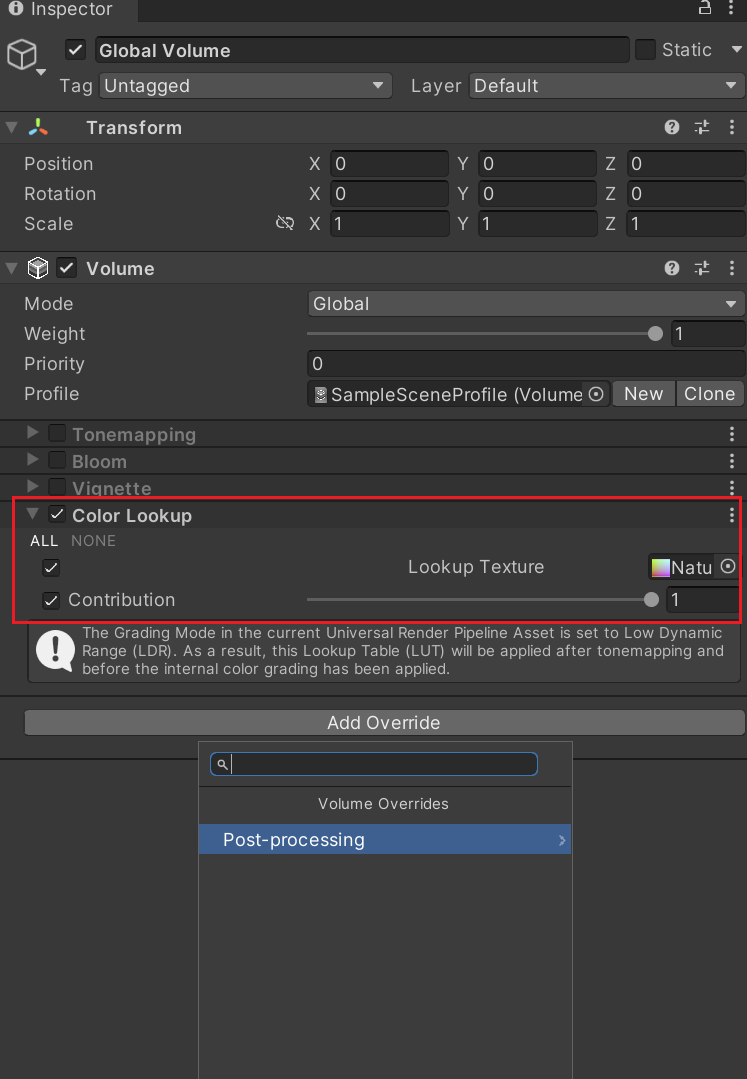 Inspector
Global Volume Static
Tag Untagged Layer Default
Transform
Position X 0 Y 0 Z 0
Rotation X 0 Y 0 Z 0
Scale X 1 Y 1 Z 1
Volume
Mode Global
Weight 1
Priority 0
Profile SampleSceneProfile (Volume New Clone
Tonemapping
Bloom
Vignette
Color Lookup
ALL NONE
Lookup Texture Natu
Contribution 1
The Grading Mode in the current Universal Render Pipeline Asset is set to Low Dynamic
Range (LDR). As a result, this Lookup Table (LUT) will be applied after tonemapping and
before the internal color grading has been applied.
Add Override
Volume Overrides
Post-processing